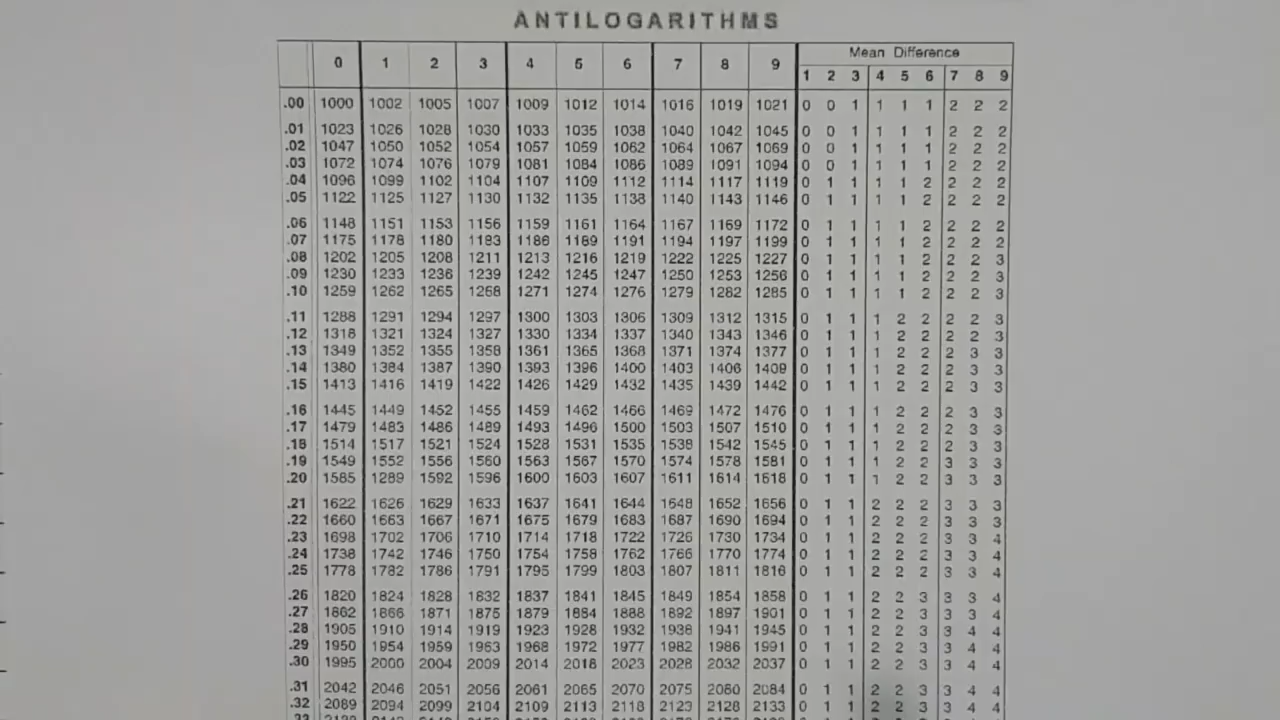 ANTILOGARITHMS
Mean Difference
0 1 2 3 4 5 6 7 8 9 1 2 3 4 5 6 7 8 9
.00 1000 1002 1005 1007 1009 1012 1014 1016 1019 1021 0 0 1 1 1 1 2 2 2
.01 1023 1026 1028 1030 1033 1035 1038 1040 1042 1045 0 0 1 1 1 1 2 2 2
.02 1047 1050 1052 1054 1057 1059 1062 1064 1067 1069 0 0 1 1 1 1 2 2 2
.03 1072 1074 1076 1079 1081 1084 1086 1089 1091 1094 0 0 1 1 1 1 2 2 2
.04 1096 1099 1102 1104 1107 1109 1112 1114 1117 1119 0 1 1 1 1 2 2 2 2
.05 1122 1125 1127 1130 1132 1135 1138 1140 1143 1146 0 1 1 1 1 2 2 2 2
.06 1148 1151 1153 1156 1159 1161 1164 1167 1169 1172 0 1 1 1 1 2 2 2 2
.07 1175 1178 1180 1183 1186 1189 1191 1194 1197 1199 0 1 1 1 1 2 2 2 2
.08 1202 1205 1208 1211 1213 1216 1219 1222 1225 1227 0 1 1 1 1 2 2 2 3
.09 1230 1233 1236 1239 1242 1245 1247 1250 1253 1256 0 1 1 1 1 2 2 2 3
.10 1259 1262 1265 1268 1271 1274 1276 1279 1282 1285 0 1 1 1 1 2 2 2 3
.11 1288 1291 1294 1297 1300 1303 1306 1309 1312 1315 0 1 1 1 2 2 2 2 3
.12 1318 1321 1324 1327 1330 1334 1337 1340 1343 1346 0 1 1 1 2 2 2 2 3
.13 1349 1352 1355 1358 1361 1365 1368 1371 1374 1377 0 1 1 1 2 2 2 3 3
.14 1380 1384 1387 1390 1393 1396 1400 1403 1406 1409 0 1 1 1 2 2 2 3 3
.15 1413 1416 1419 1422 1426 1429 1432 1435 1439 1442 0 1 1 1 2 2 2 3 3
.16 1445 1449 1452 1455 1459 1462 1466 1469 1472 1476 0 1 1 1 2 2 2 3 3
.17 1479 1483 1486 1489 1493 1496 1500 1503 1507 1510 0 1 1 1 2 2 2 3 3
.18 1514 1517 1521 1524 1528 1531 1535 1538 1542 1545 0 1 1 1 2 2 2 3 3
.19 1549 1552 1556 1560 1563 1567 1570 1574 1578 1581 0 1 1 1 2 2 3 3 3
.20 1585 1289 1592 1596 1600 1603 1607 1611 1614 1618 0 1 1 1 2 2 3 3 3
.21 1622 1626 1629 1633 1637 1641 1644 1648 1652 1656 0 1 1 2 2 2 3 3 3
.22 1660 1663 1667 1671 1675 1679 1683 1687 1690 1694 0 1 1 2 2 2 3 3 3
.23 1698 1702 1706 1710 1714 1718 1722 1726 1730 1734 0 1 1 2 2 2 3 3 4
.24 1738 1742 1746 1750 1754 1758 1762 1766 1770 1774 0 1 1 2 2 2 3 3 4
.25 1778 1782 1786 1791 1795 1799 1803 1807 1811 1816 0 1 1 2 2 2 3 3 4
.26 1820 1824 1828 1832 1837 1841 1845 1849 1854 1858 0 1 1 2 2 3 3 3 4
.27 1862 1866 1871 1875 1879 1884 1888 1892 1897 1901 0 1 1 2 2 3 3 3 4
.28 1905 1910 1914 1919 1923 1928 1932 1936 1941 1945 0 1 1 2 2 3 3 4 4
.29 1950 1954 1959 1963 1968 1972 1977 1982 1986 1991 0 1 1 2 2 3 3 4 4
.30 1995 2000 2004 2009 2014 2018 2023 2028 2032 2037 0 1 1 2 2 3 3 4 4
.31 2042 2046 2051 2056 2061 2065 2070 2075 2080 2084 0 1 1 2 2 3 3 4 4
.32 2089 2094 2099 2104 2109 2113 2118 2123 2128 2133 0 1 1 2 2 3 3 4 4